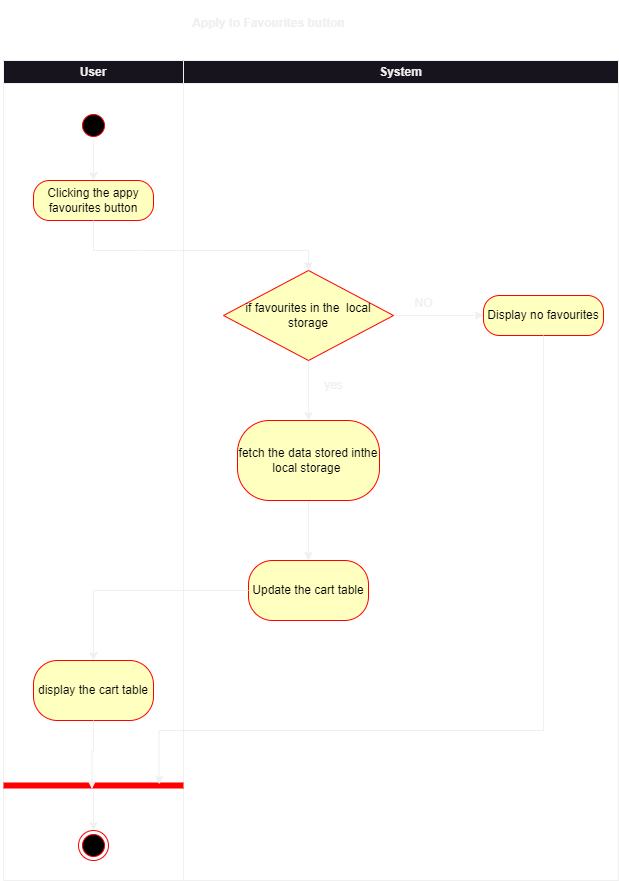 Apply to Favourites button
User
System
Clicking the appy
favourites button
if favourites in the  local
storage
NO
Display no favourites
yes
fetch the data stored inthe
local storage
Update the cart table
display the cart table